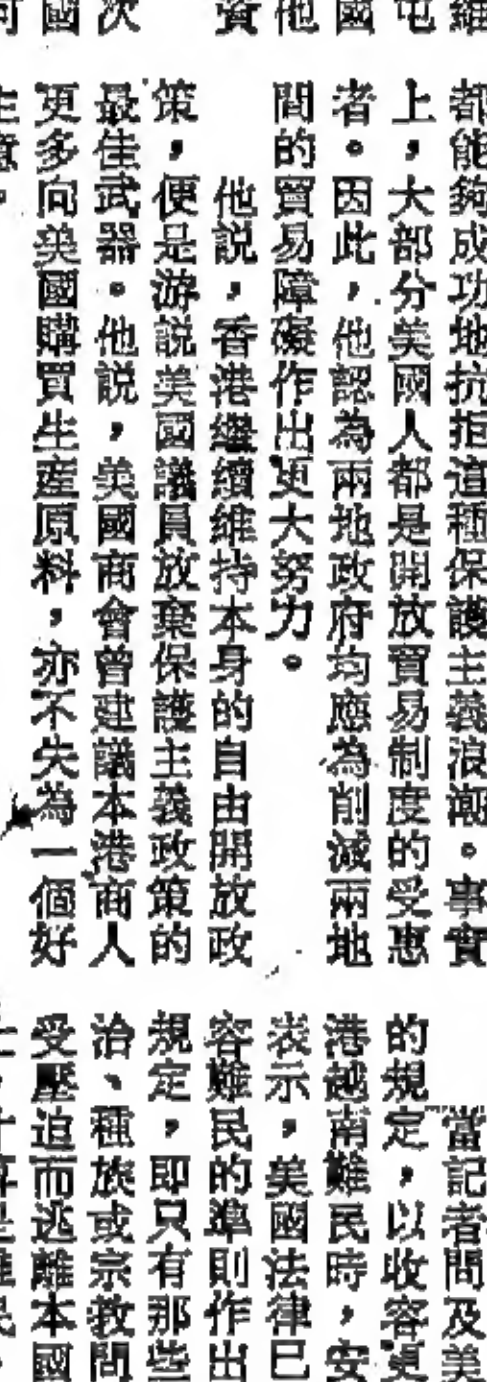 都能夠成功地抗拒這種保護主義浪潮。事實
上,大部分美國人都是開放貿易制度的受惠
者。因此,他認為兩地政府均應為削減兩地
間的貿易障礙作出更大努力。
他說,香港繼續維持本身的自由開放政
策,便是游說美國議員放棄保護主義政策的
最佳武器。他說,美國商會曾建議本港商人
更多向美國購買生產原料,亦不失為一個好
當記者問及美
的規定,以收容更
港越南難民時,安
表示,美國法律已
容難民的準則作出
規定,即只有那些
治、種族或宗教問
受壓迫而逃離本國